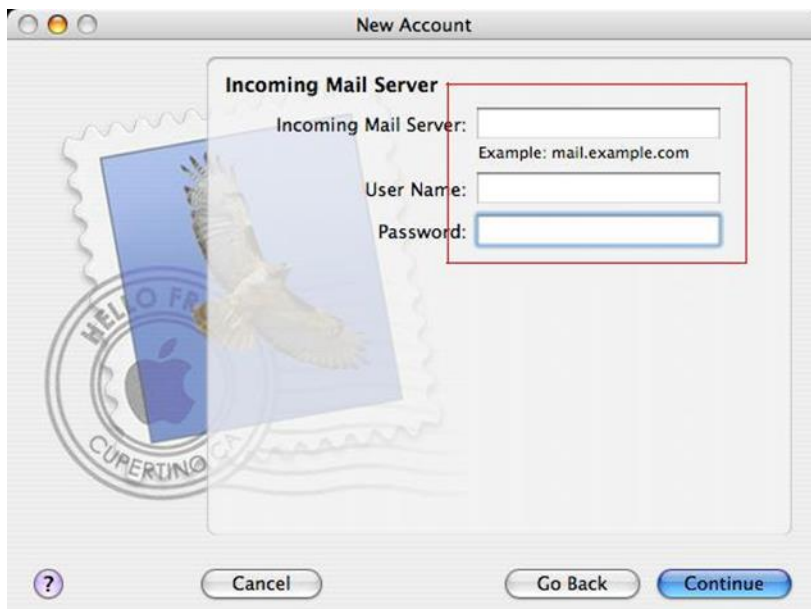 New Account
Incoming Mail Server
Incoming Mail Server:
Example: mail.example.com
User Name:
Password:
HELLO FR
CUPERTINO CA
?
Cancel
Go Back
Continue